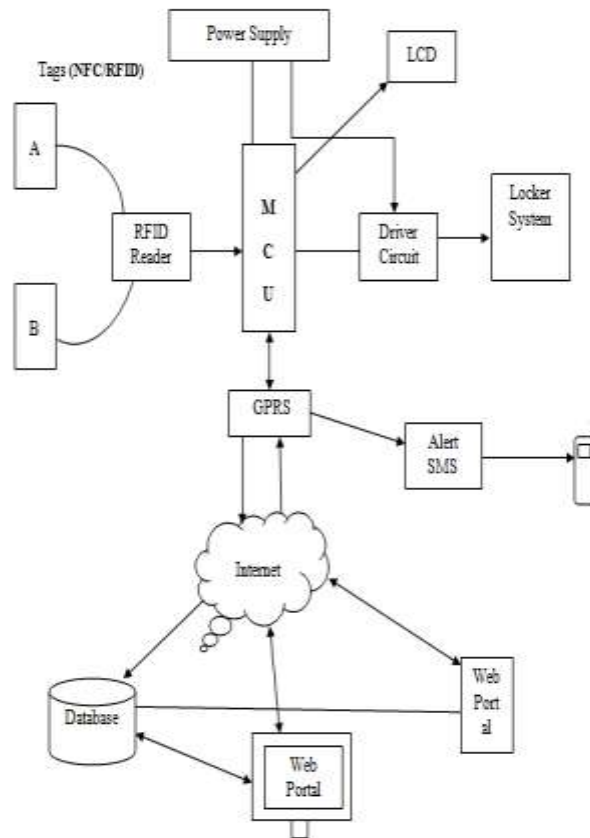 Power Supply
LCD
Tags (NFC/RFID)
A
M
C
U
RFID
Reader
Driver
Circuit
Locker
System
B
GPRS
Alert
SMS
Internet
Database
Web
Port
al
Web
Portal